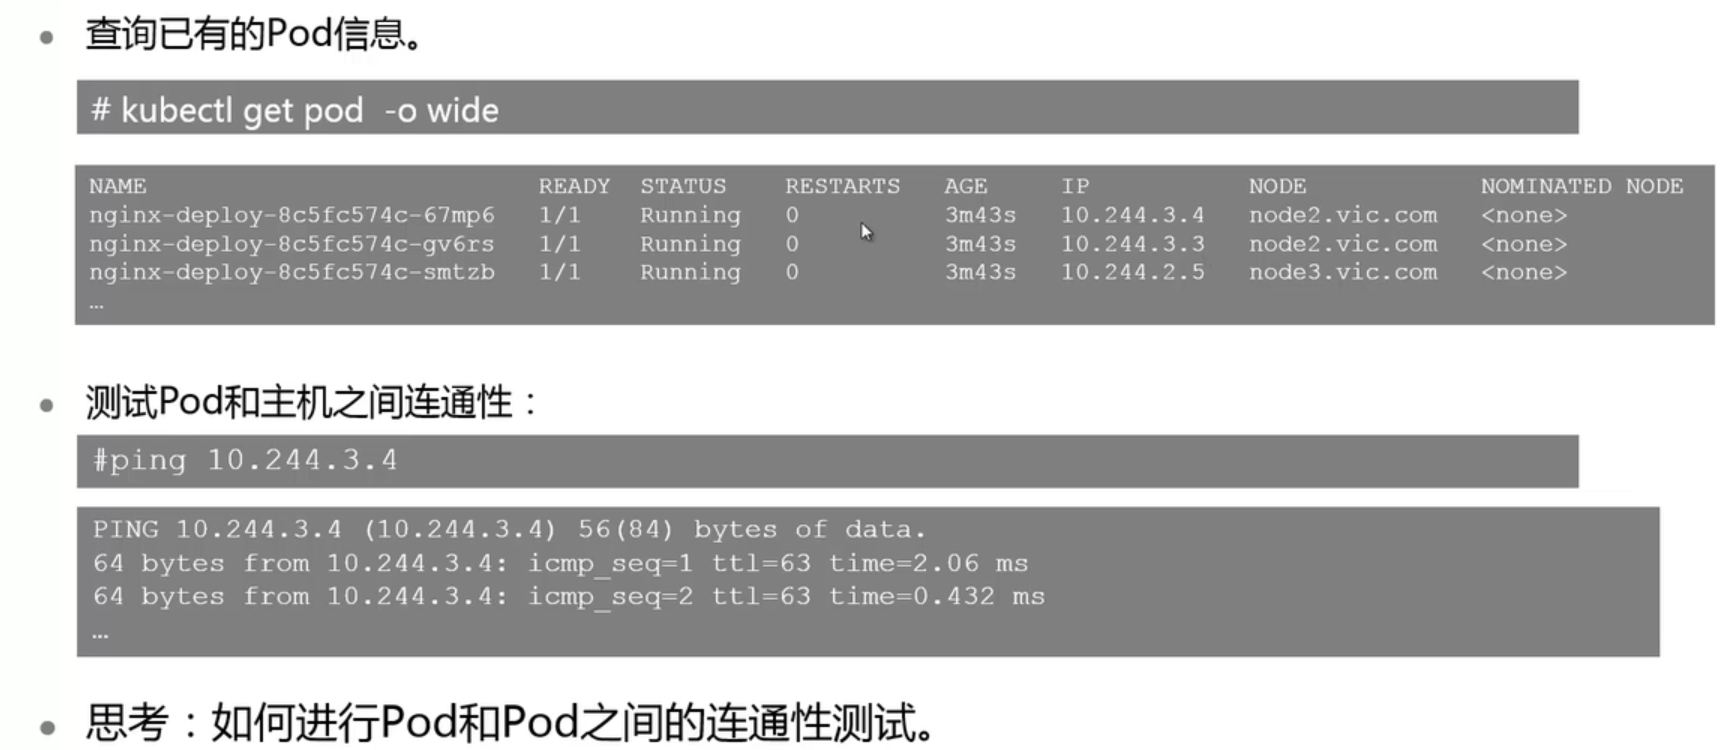 查询已有的Pod信息。
# kubectl get pod -o wide
NAME READY STATUS RESTARTS AGE IP NODE NOMINATED NODE
nginx-deploy-8c5fc574c-67mp6 1/1 Running 0 3m43s 10.244.3.4 node2.vic.com <none>
nginx-deploy-8c5fc574c-gv6rs 1/1 Running 0 3m43s 10.244.3.3 node2.vic.com <none>
nginx-deploy-8c5fc574c-smtzb 1/1 Running 0 3m43s 10.244.2.5 node3.vic.com <none>
…
测试Pod和主机之间连通性：
#ping 10.244.3.4
PING 10.244.3.4 (10.244.3.4) 56(84) bytes of data.
64 bytes from 10.244.3.4: icmp_seq=1 ttl=63 time=2.06 ms
64 bytes from 10.244.3.4: icmp_seq=2 ttl=63 time=0.432 ms
…
思考：如何进行Pod和Pod之间的连通性测试。